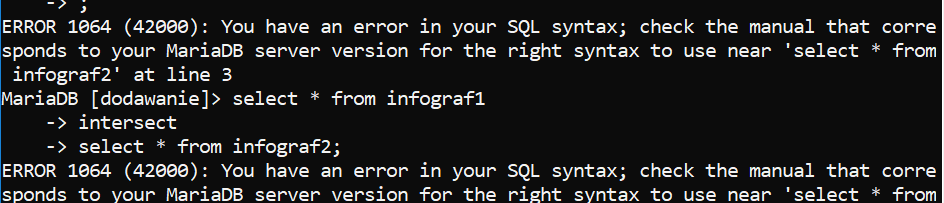 -> ;
ERROR 1064 (42000): You have an error in your SQL syntax; check the manual that corre
sponds to your MariaDB server version for the right syntax to use near 'select * from
 infograf2' at line 3
MariaDB [dodawanie]> select * from infograf1
    -> intersect
    -> select * from infograf2;
ERROR 1064 (42000): You have an error in your SQL syntax; check the manual that corre
sponds to your MariaDB server version for the right syntax to use near 'select * from